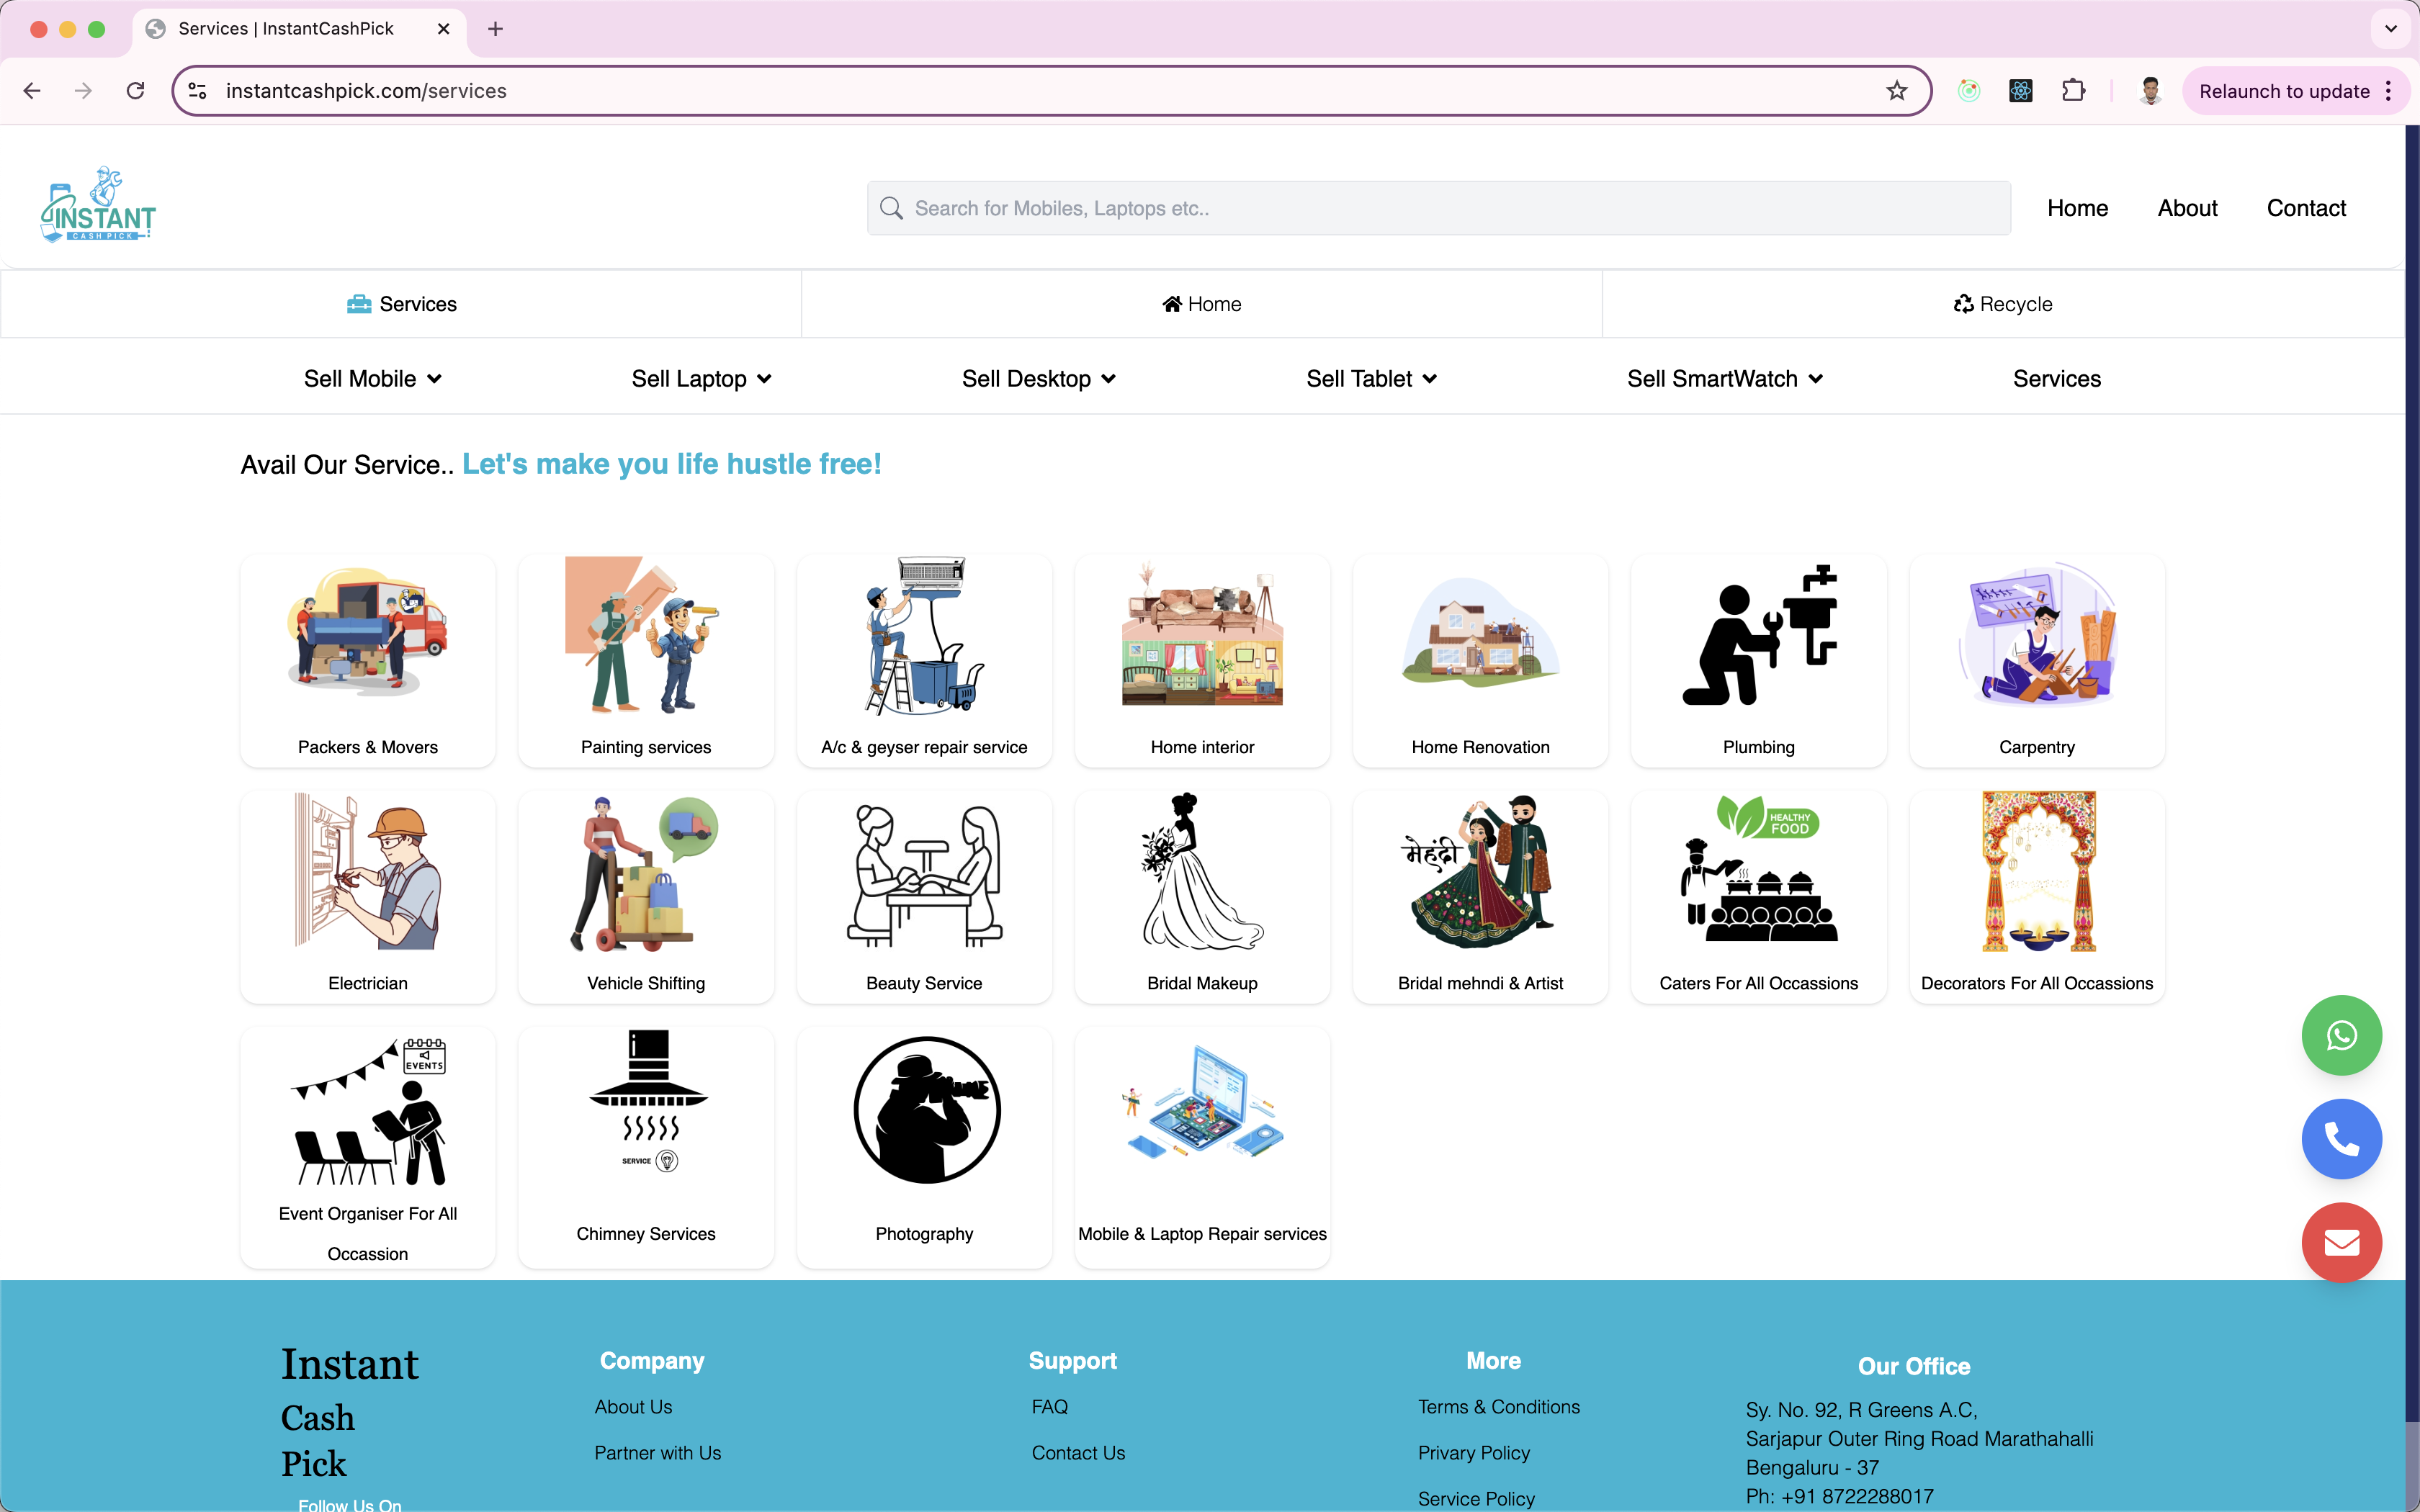 Services | InstantCashPick
instantcashpick.com/services
Relaunch to update
INSTANT
CASH PICK
Search for Mobiles, Laptops etc..
Home
About
Contact
Services
Home
Recycle
Sell Mobile
Sell Laptop
Sell Desktop
Sell Tablet
Sell SmartWatch
Services
Avail Our Service.. Let's make you life hustle free!
Packers & Movers
Painting services
A/c & geyser repair service
Home interior
Home Renovation
Plumbing
Carpentry
मेहंदी
HEALTHY
FOOD
Electrician
Vehicle Shifting
Beauty Service
Bridal Makeup
Bridal mehndi & Artist
Caters For All Occassions
Decorators For All Occassions
EVENTS
SERVICE
Event Organiser For All
Occassion
Chimney Services
Photography
Mobile & Laptop Repair services
Instant
Cash
Pick
Follow Us On
Company
About Us
Partner with Us
Support
FAQ
Contact Us
More
Terms & Conditions
Privary Policy
Service Policy
Our Office
Sy. No. 92, R Greens A.C,
Sarjapur Outer Ring Road Marathahalli
Bengaluru - 37
Ph: +91 8722288017